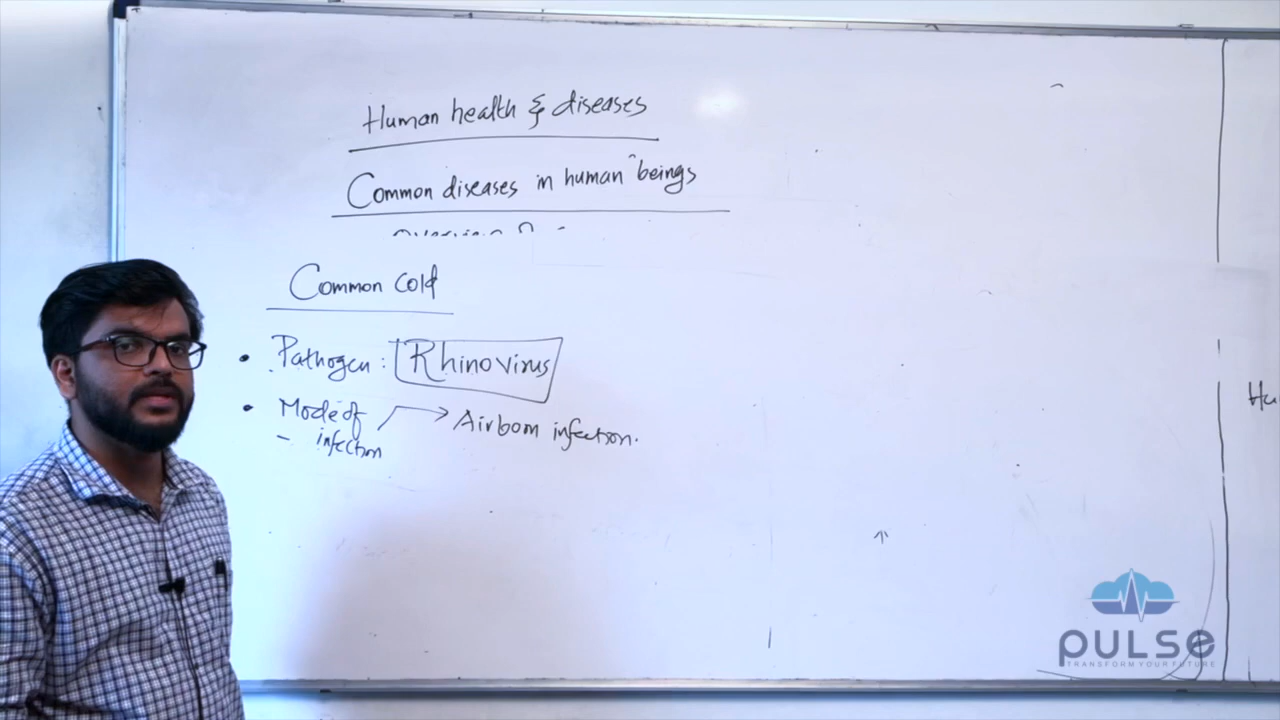 Human health & diseases
Common diseases in human beings
Common cold
• Pathogen : Rhinovirus
• Mode of → Airborn infection.
- infection
Hu
PULSE
TRANSFORM YOUR FUTURE